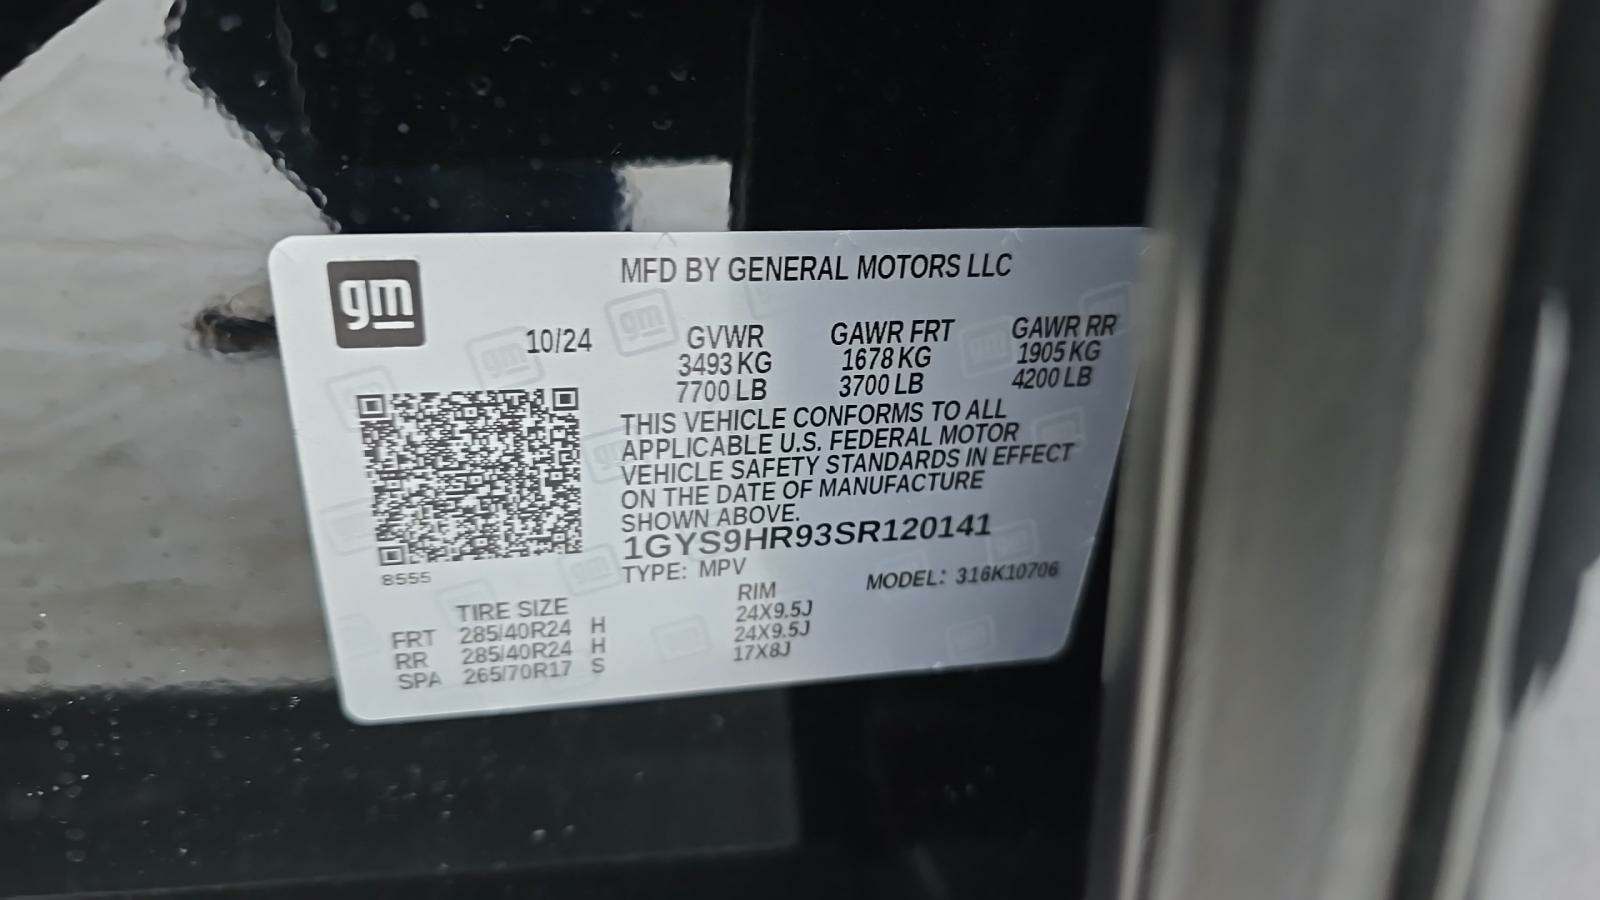 gm
MFD BY GENERAL MOTORS LLC
10/24 GVWR GAWR FRT GAWR RR
3493 KG 1678 KG 1905 KG
7700 LB 3700 LB 4200 LB
THIS VEHICLE CONFORMS TO ALL
APPLICABLE U.S. FEDERAL MOTOR
VEHICLE SAFETY STANDARDS IN EFFECT
ON THE DATE OF MANUFACTURE
SHOWN ABOVE.
1GYS9HR93SR120141
8555
TYPE: MPV MODEL: 316K10706
TIRE SIZE RIM
FRT 285/40R24 H 24X9.5J
RR 285/40R24 H 24X9.5J
SPA 265/70R17 S 17X8J